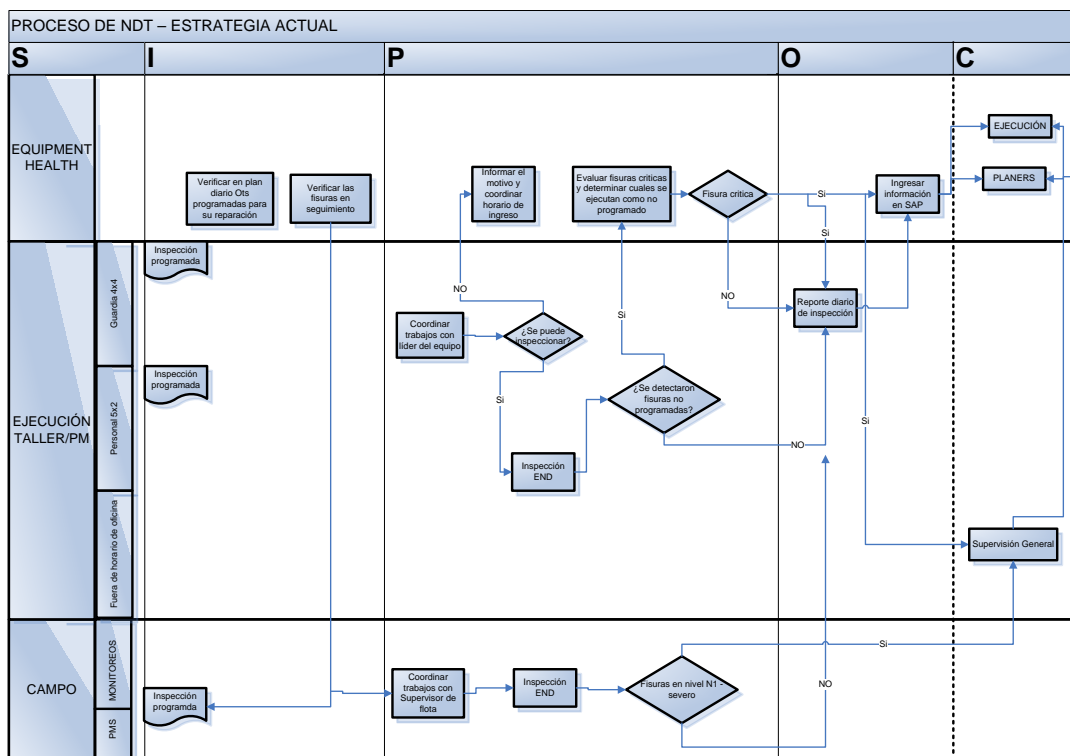 PROCESO DE NDT – ESTRATEGIA ACTUAL
S
I
P
O
C
EQUIPMENT
HEALTH
Verificar en plan
diario Ots
programadas para
su reparación
Verificar las
fisuras en
seguimiento
Informar el
motivo y
coordinar
horario de
ingreso
Evaluar fisuras criticas
y determinar cuales se
ejecutan como no
programado
Fisura critica
Si
Si
NO
Ingresar
información
en SAP
EJECUCIÓN
PLANERS
EJECUCIÓN
TALLER/PM
Guardia 4x4
Personal 5x2
Fuera de horario de oficina
Inspección
programada
Inspección
programada
NO
Coordinar
trabajos con
líder del equipo
¿Se puede
inspeccionar?
Si
Inspección
END
Si
¿Se detectaron
fisuras no
programadas?
NO
Reporte diario
de inspección
Si
Supervisión General
CAMPO
MONITOREOS
PMS
Inspección
programda
Coordinar
trabajos con
Supervisor de
flota
Inspección
END
Fisuras en nivel N1 -
severo
Si
NO